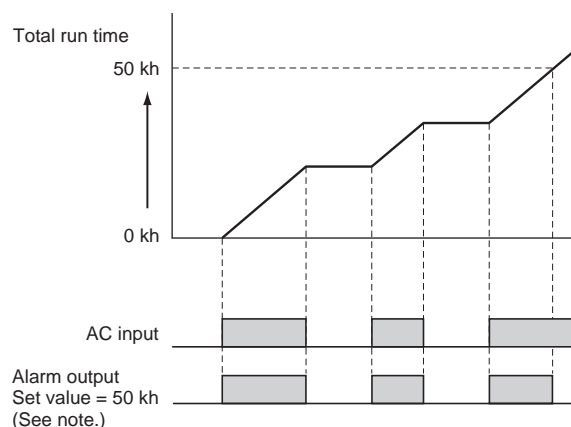 Total run time
50 kh
0 kh
AC input
Alarm output
Set value = 50 kh
(See note.)